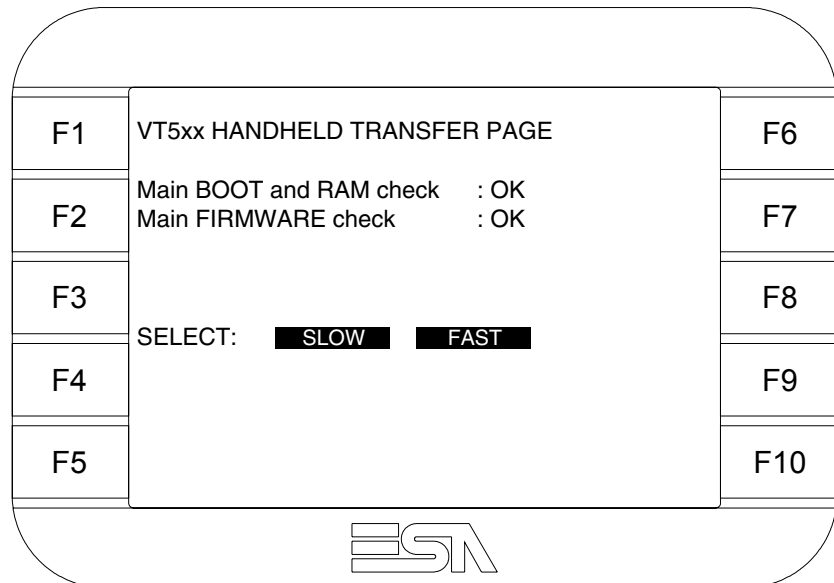 F1
F2
F3
F4
F5
VT5xx HANDHELD TRANSFER PAGE
Main BOOT and RAM check : OK
Main FIRMWARE check : OK
SELECT: SLOW FAST
F6
F7
F8
F9
F10
ESA